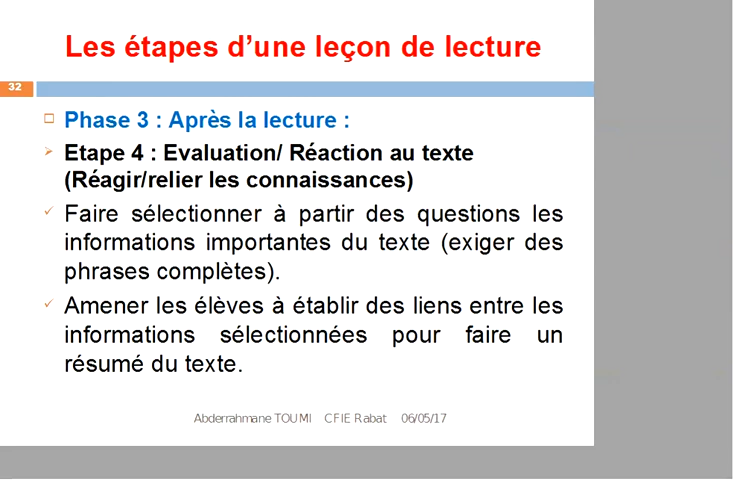 Les étapes d’une leçon de lecture
32
Phase 3 : Après la lecture :
Etape 4 : Evaluation/ Réaction au texte
(Réagir/relier les connaissances)
Faire sélectionner à partir des questions les
informations importantes du texte (exiger des
phrases complètes).
Amener les élèves à établir des liens entre les
informations sélectionnées pour faire un
résumé du texte.
Abderrahmane TOUMI CFIE Rabat 06/05/17